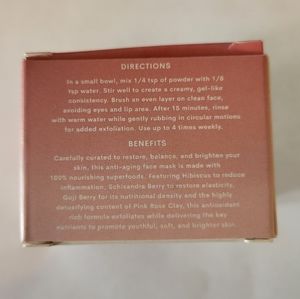 DIRECTIONS
In a small bowl, mix 1/4 tsp of powder with 1/8
tsp water. Stir well to create a creamy, gel-like
consistency. Brush an even layer on clean face,
avoiding eyes and lip area. After 15 minutes, rinse
with warm water while gently rubbing in circular motions
for added exfoliation. Use up to 4 times weekly.
BENEFITS
Carefully curated to restore, balance, and brighten your
skin, this anti-aging face mask is made with
100% nourishing superfoods. Featuring Hibiscus to reduce
inflammation, Schisandra Berry to restore elasticity,
Goji Berry for its nutritional density and the highly
detoxifying content of Pink Rose Clay, this antioxidant
rich formula exfoliates while delivering the key
nutrients to promote youthful, soft, and brighter skin.